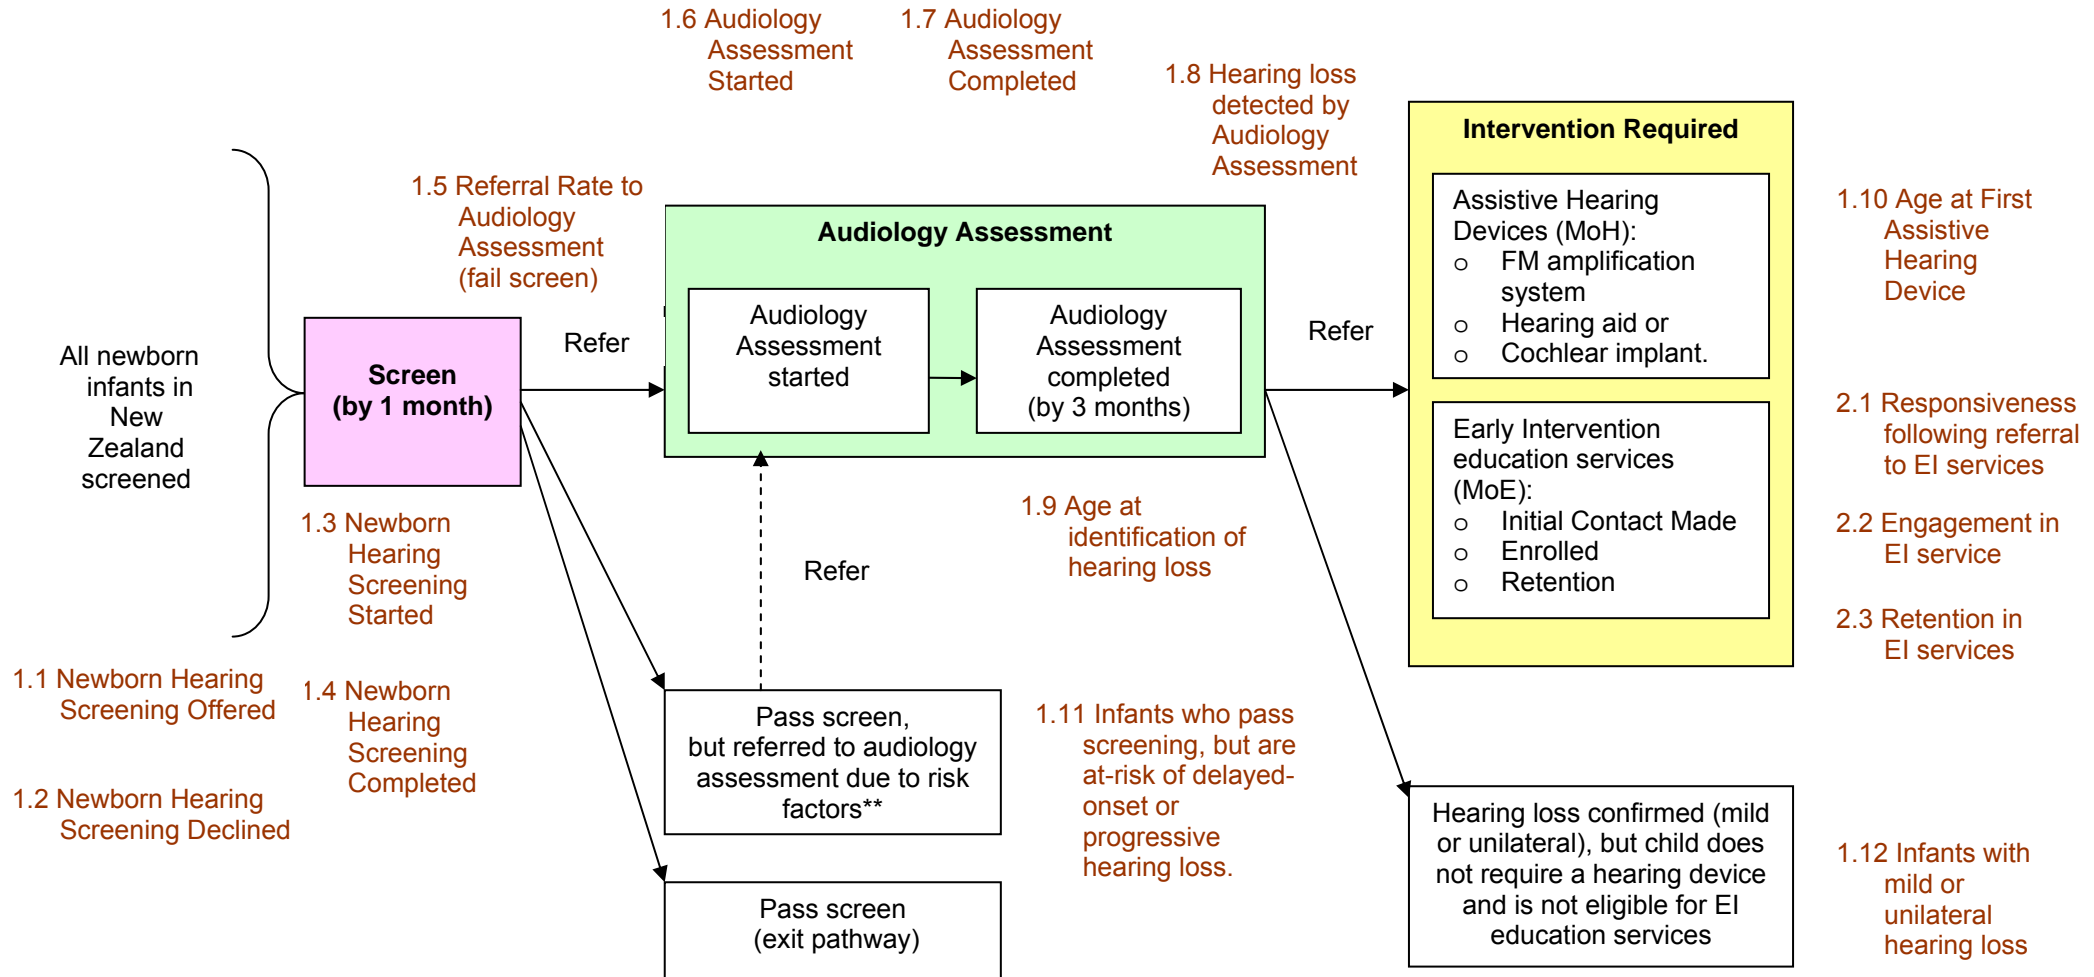 1.6 Audiology
Assessment
Started
1.7 Audiology
Assessment
Completed
1.8 Hearing loss
detected by
Audiology
Assessment
1.5 Referral Rate to
Audiology
Assessment
(fail screen)
All newborn
infants in
New
Zealand
screened
Screen
(by 1 month)
Refer
Audiology Assessment
Audiology
Assessment
started
Audiology
Assessment
completed
(by 3 months)
Refer
Intervention Required
Assistive Hearing
Devices (MoH):
o FM amplification
system
o Hearing aid or
o Cochlear implant.
Early Intervention
education services
(MoE):
o Initial Contact Made
o Enrolled
o Retention
1.10 Age at First
Assistive
Hearing
Device
2.1 Responsiveness
following referral
to EI services
2.2 Engagement in
EI service
2.3 Retention in
EI services
1.3 Newborn
Hearing
Screening
Started
Refer
1.9 Age at
identification of
hearing loss
1.1 Newborn Hearing
Screening Offered
1.2 Newborn Hearing
Screening Declined
1.4 Newborn
Hearing
Screening
Completed
Pass screen,
but referred to audiology
assessment due to risk
factors**
1.11 Infants who pass
screening, but are
at-risk of delayed-
onset or
progressive
hearing loss.
Pass screen
(exit pathway)
Hearing loss confirmed (mild
or unilateral), but child does
not require a hearing device
and is not eligible for EI
education services
1.12 Infants with
mild or
unilateral
hearing loss